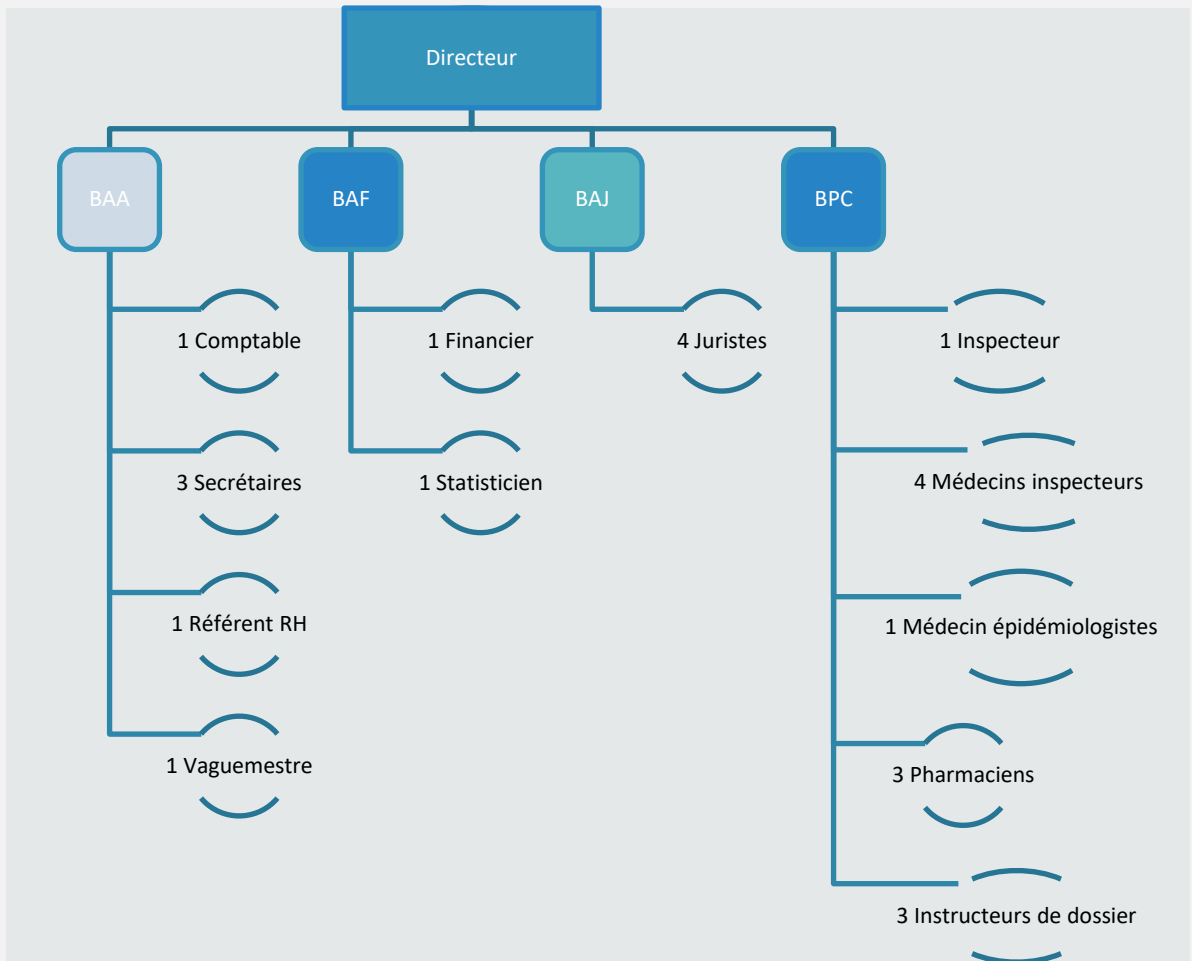 Directeur
BAA
BAF
BAJ
BPC
1 Comptable
3 Secrétaires
1 Référent RH
1 Vaguemestre
1 Financier
1 Statisticien
4 Juristes
1 Inspecteur
4 Médecins inspecteurs
1 Médecin épidémiologistes
3 Pharmaciens
3 Instructeurs de dossier